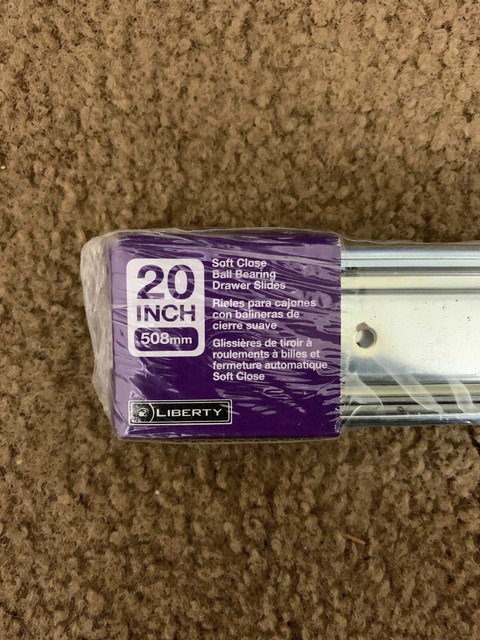 20
INCH
508mm
Soft Close
Ball Bearing
Drawer Slides
Rieles para cajones
con balineras de
cierre suave
Glissières de tiroir à
roulements à billes et
fermeture automatique
Soft Close
LIBERTY